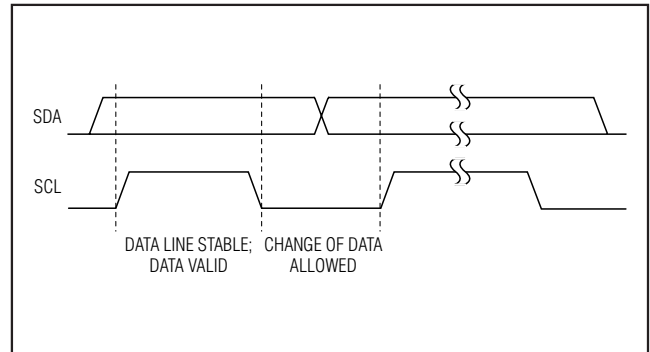 SDA
SCL
DATA LINE STABLE;
DATA VALID
CHANGE OF DATA
ALLOWED